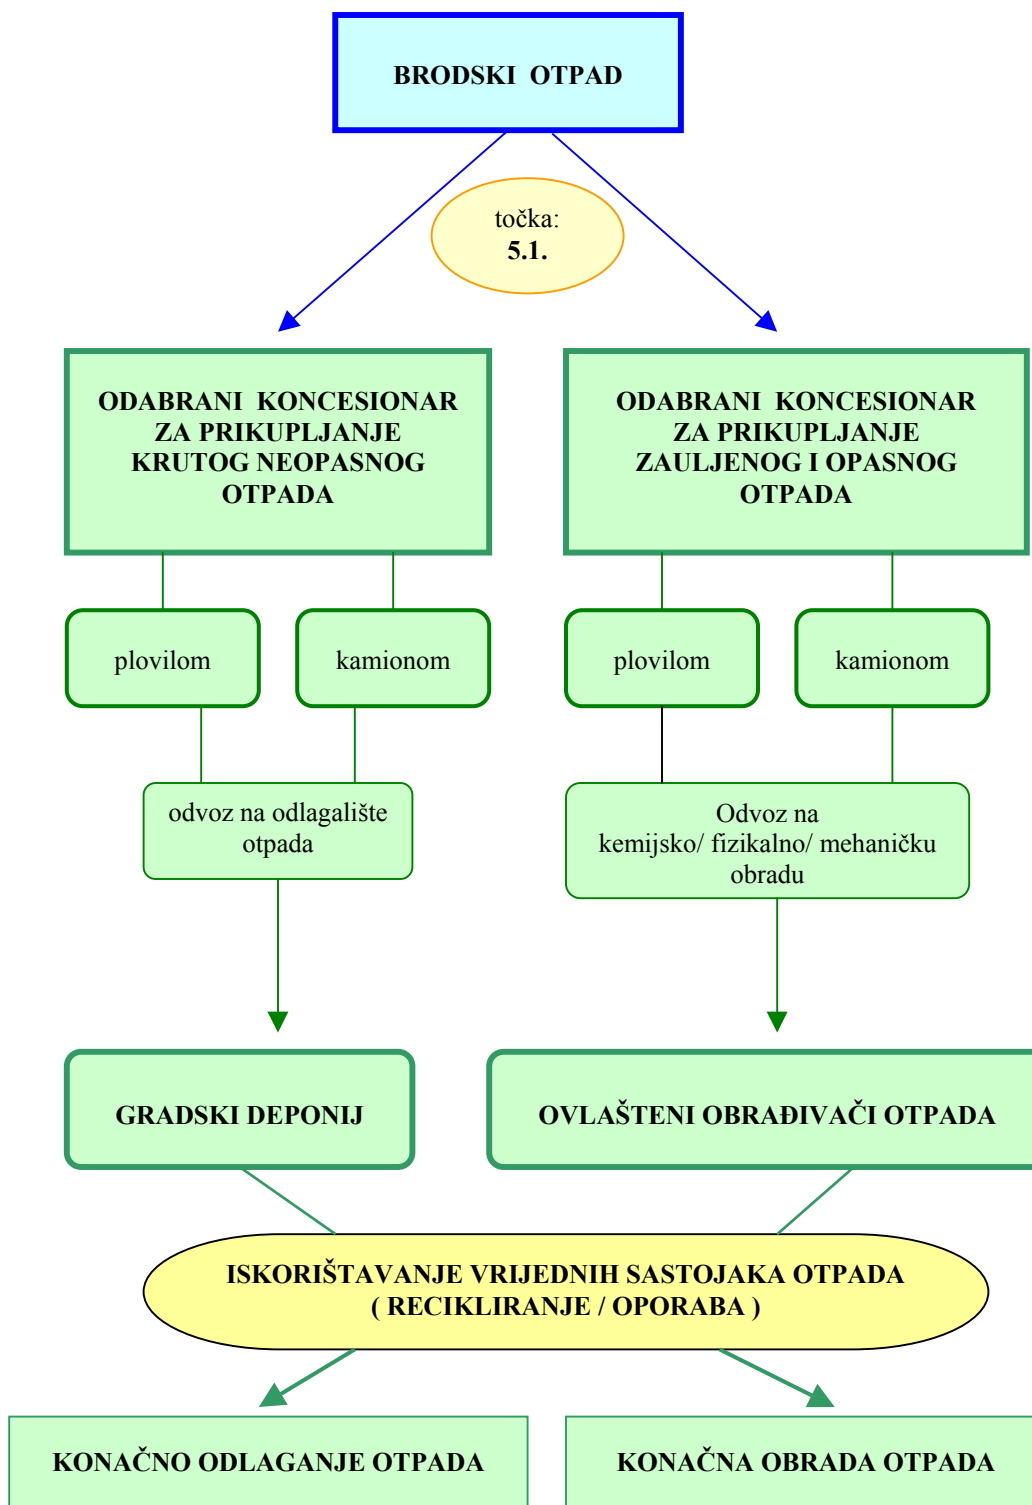 BRODSKI OTPAD
točka:
5.1.
ODABRANI KONCESIONAR
ZA PRIKUPLJANJE
KRUTOG NEOPASNOG
OTPADA
ODABRANI KONCESIONAR
ZA PRIKUPLJANJE
ZAULJENOG I OPASNOG
OTPADA
plovilom
kamionom
plovilom
kamionom
odvoz na odlagalište
otpada
Odvoz na
kemijsko/ fizikalno/ mehaničku
obradu
GRADSKI DEPONIJ
OVLAŠTENI OBRAĐIVAČI OTPADA
ISKORIŠTAVANJE VRIJEDNIH SASTOJAKA OTPADA
( RECIKLIRANJE / OPORABA )
KONAČNO ODLAGANJE OTPADA
KONAČNA OBRADA OTPADA